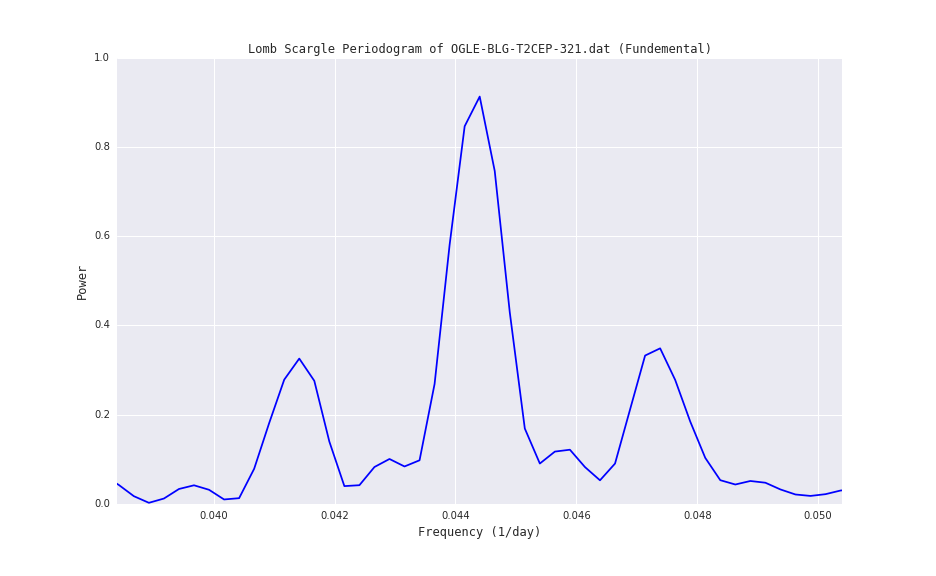 Lomb Scargle Periodogram of OGLE-BLG-T2CEP-321.dat (Fundemental)
1.0
0.8
0.6
0.4
0.2
0.0
Power
0.040 0.042 0.044 0.046 0.048 0.050
Frequency (1/day)